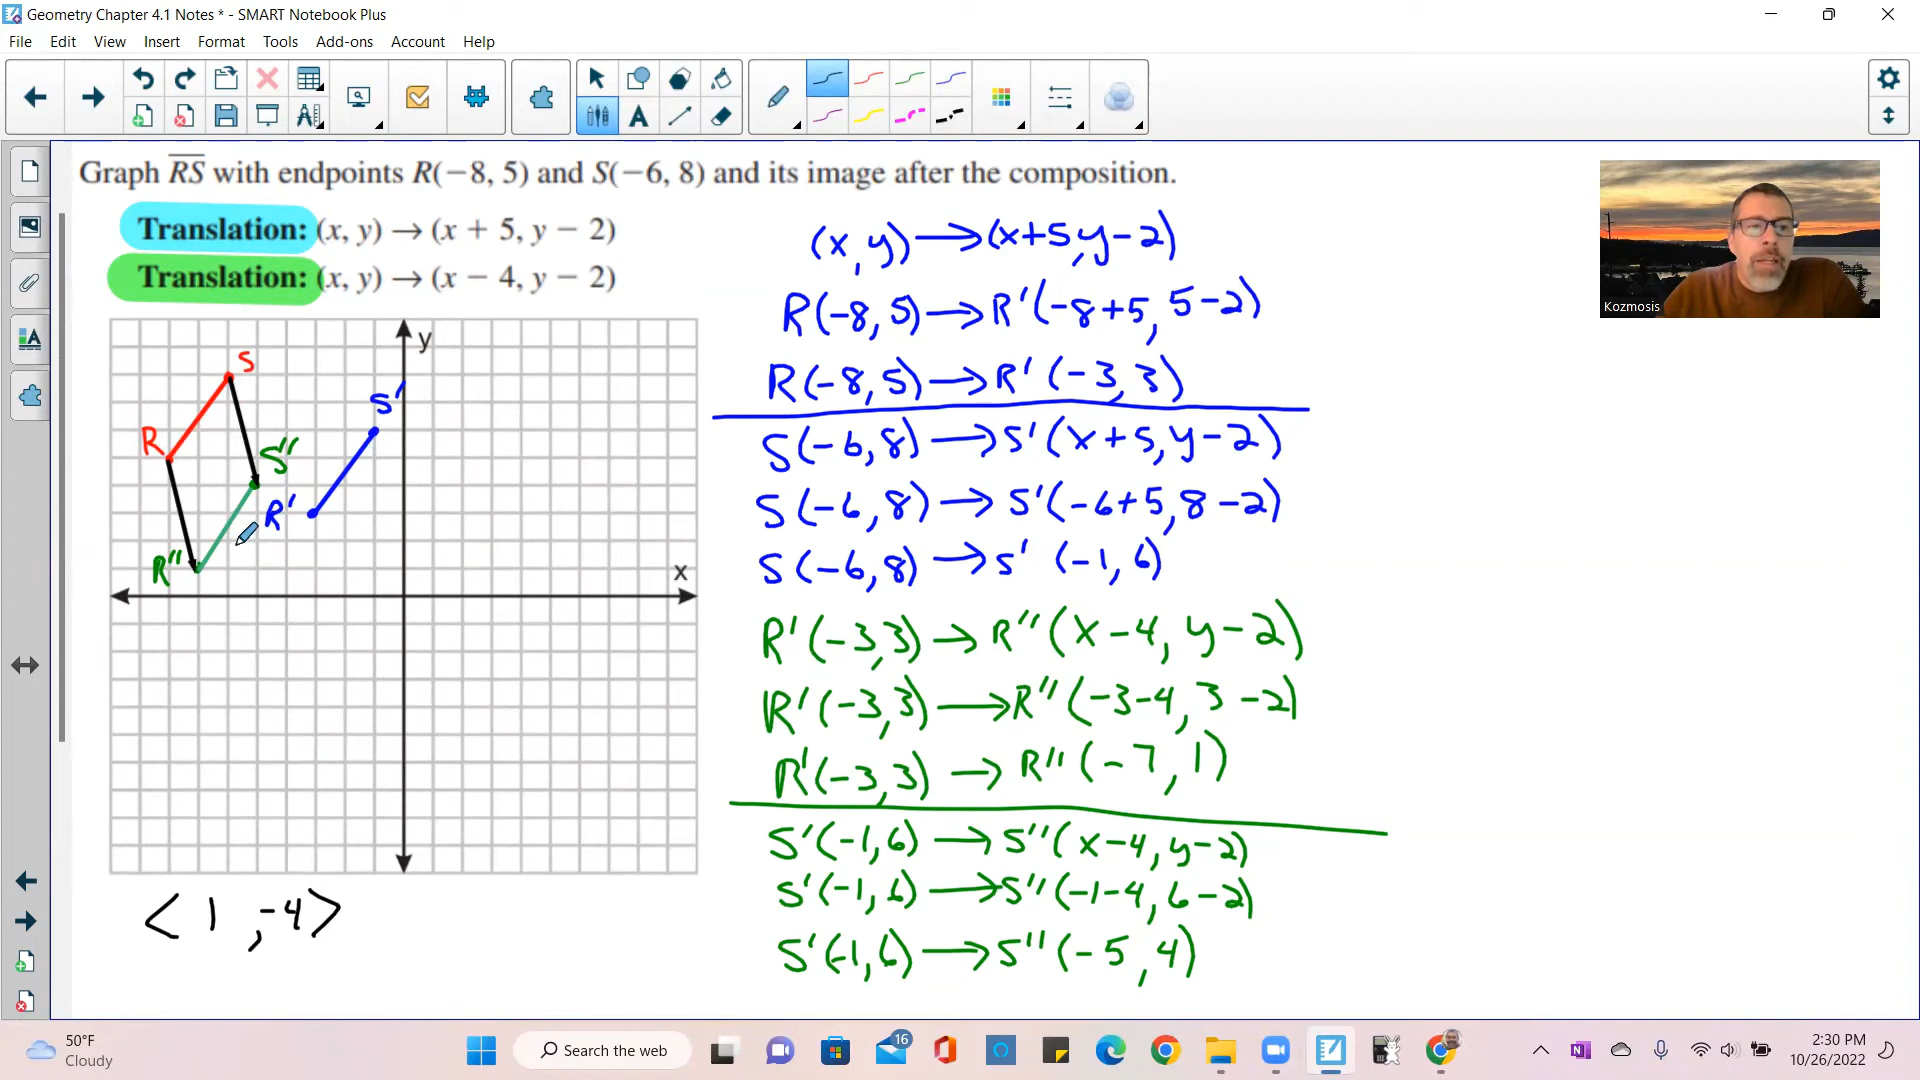 Geometry Chapter 4.1 Notes * - SMART Notebook Plus
File Edit View Insert Format Tools Add-ons Account Help
Graph RS with endpoints R(−8, 5) and S(−6, 8) and its image after the composition.
Translation: (x, y) → (x + 5, y − 2)
Translation: (x, y) → (x − 4, y − 2)
(x, y) → (x+5, y−2)
R(−8, 5) → R'(−8+5, 5−2)
R(−8, 5) → R'(−3, 3)
S(−6, 8) → S'(x+5, y−2)
S(−6, 8) → S'(−6+5, 8−2)
S(−6, 8) → S'(−1, 6)
R'(−3, 3) → R''(x−4, y−2)
R'(−3, 3) → R''(−3−4, 3−2)
R'(−3, 3) → R''(−7, 1)
S'(−1, 6) → S''(x−4, y−2)
S'(−1, 6) → S''(−1−4, 6−2)
S'(−1, 6) → S''(−5, 4)
y
S
S'
R
S''
R'
R''
x
<1, −4>
Kozmosis
50°F
Cloudy
Search the web
16
2:30 PM
10/26/2022